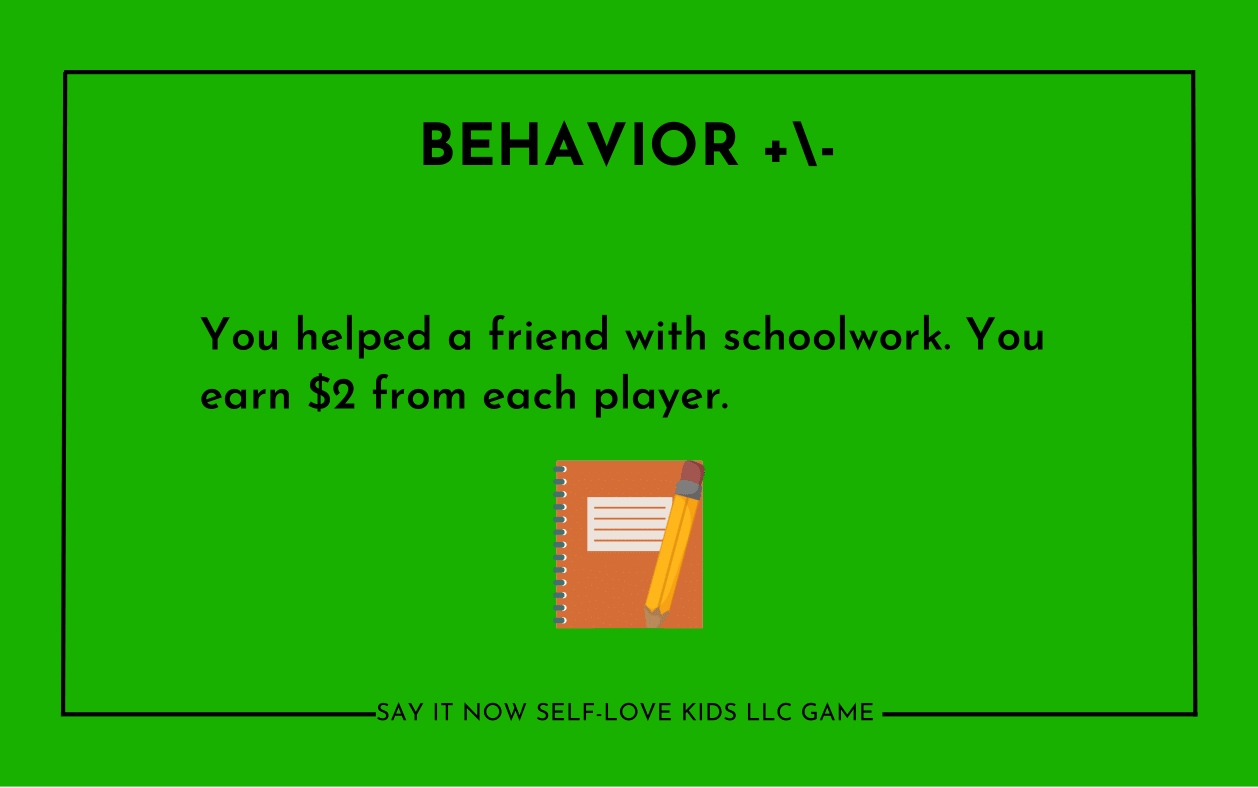 BEHAVIOR +\-
You helped a friend with schoolwork. You
earn $2 from each player.
SAY IT NOW SELF-LOVE KIDS LLC GAME